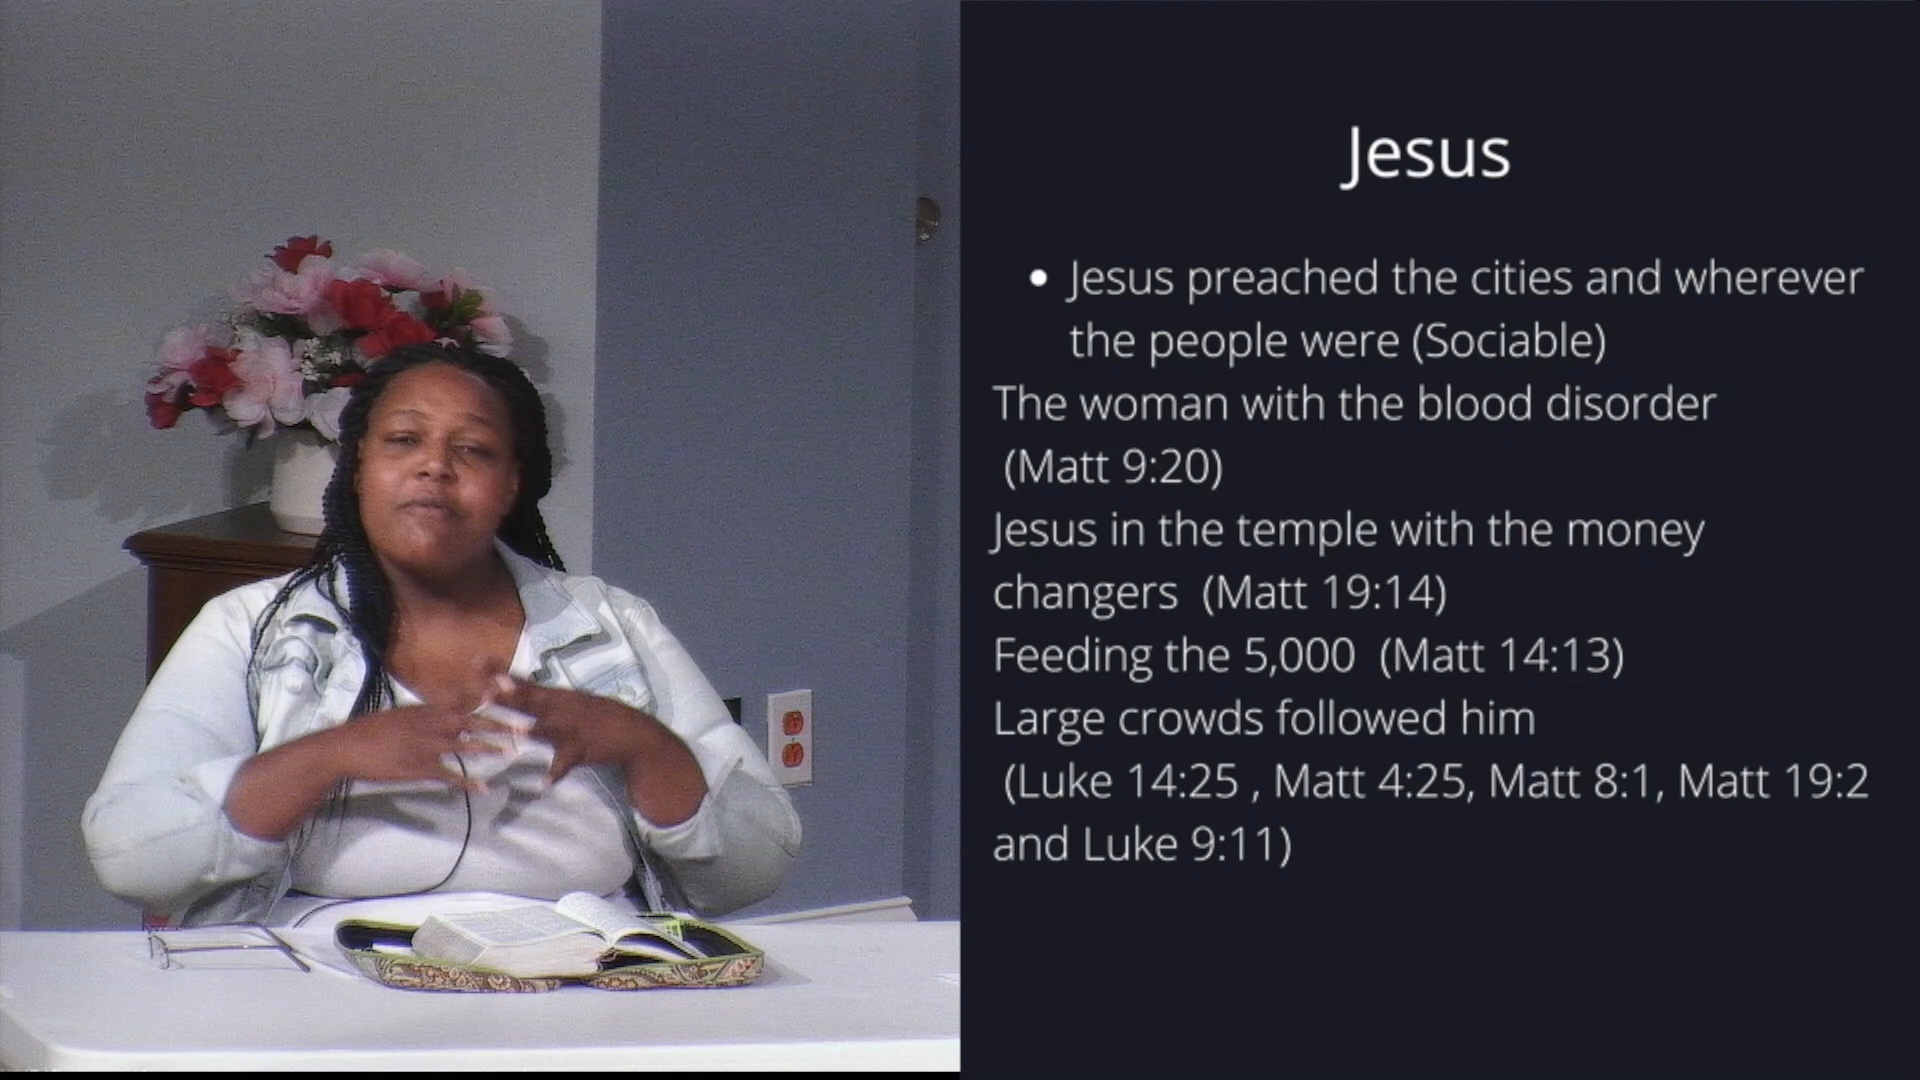 Jesus
• Jesus preached the cities and wherever
the people were (Sociable)
The woman with the blood disorder
(Matt 9:20)
Jesus in the temple with the money
changers (Matt 19:14)
Feeding the 5,000 (Matt 14:13)
Large crowds followed him
(Luke 14:25 , Matt 4:25, Matt 8:1, Matt 19:2
and Luke 9:11)